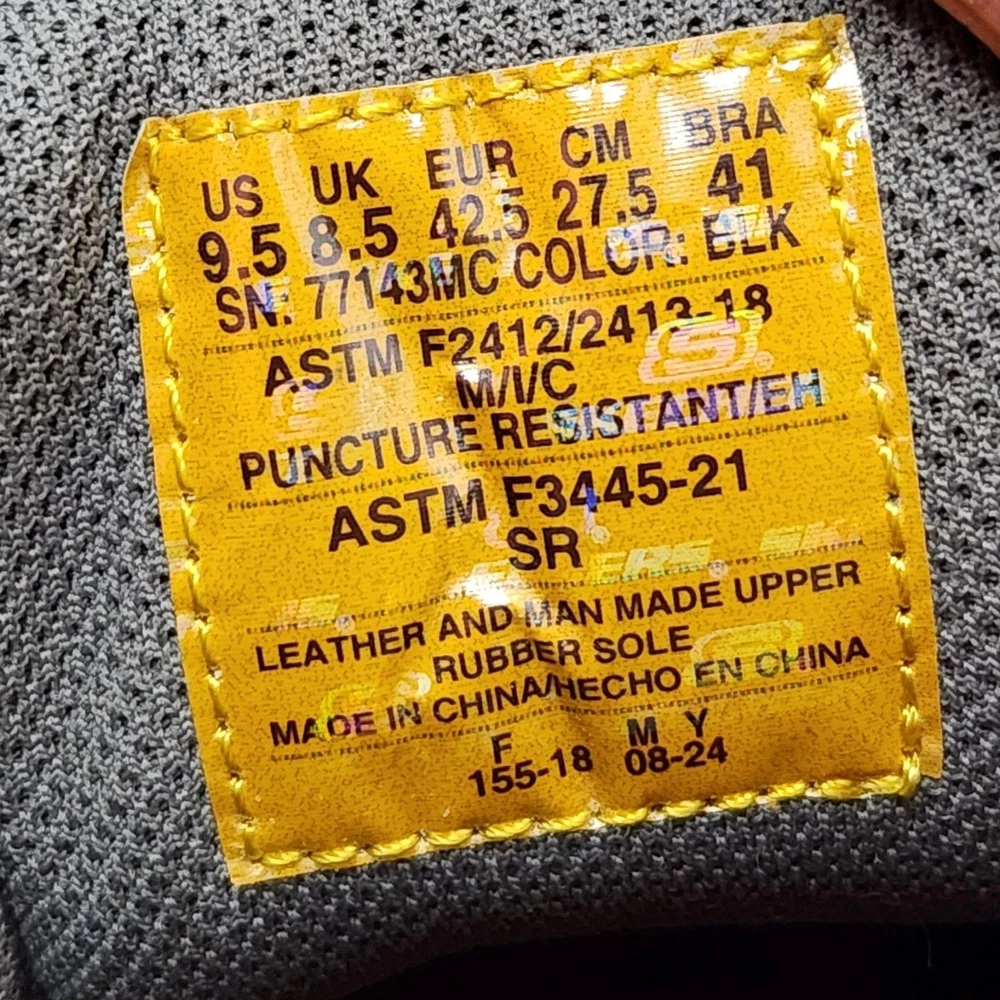 US UK EUR CM BRA
9.5 8.5 42.5 27.5 41
SN: 77143MC COLOR: BLK
ASTM F2412/2413-18
M/I/C
PUNCTURE RESISTANT/EH
ASTM F3445-21
SR
LEATHER AND MAN MADE UPPER
RUBBER SOLE
MADE IN CHINA/HECHO EN CHINA
F M Y
155-18 08-24